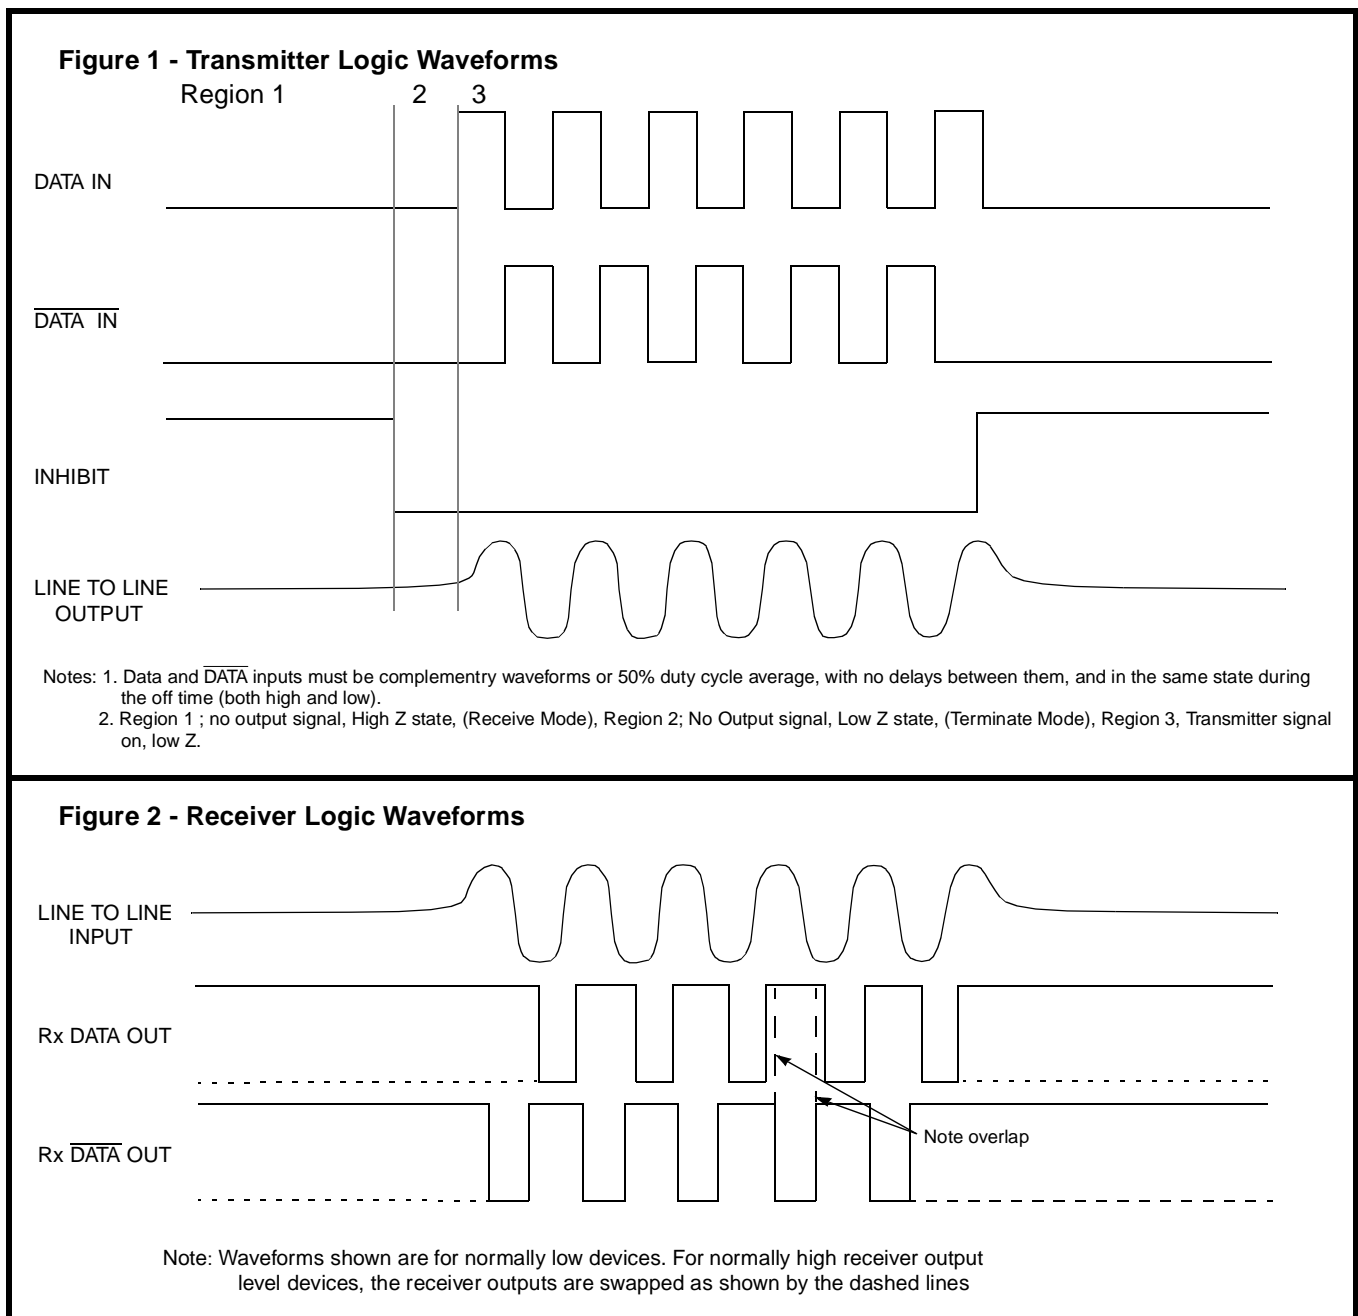 Figure 1 - Transmitter Logic Waveforms
Region 1 2 3
DATA IN
DATA IN
INHIBIT
LINE TO LINE
OUTPUT
Notes: 1. Data and DATA inputs must be complementry waveforms or 50% duty cycle average, with no delays between them, and in the same state during
the off time (both high and low).
2. Region 1 ; no output signal, High Z state, (Receive Mode), Region 2; No Output signal, Low Z state, (Terminate Mode), Region 3, Transmitter signal
on, low Z.
Figure 2 - Receiver Logic Waveforms
LINE TO LINE
INPUT
Rx DATA OUT
Note overlap
Rx DATA OUT
Note: Waveforms shown are for normally low devices. For normally high receiver output
level devices, the receiver outputs are swapped as shown by the dashed lines